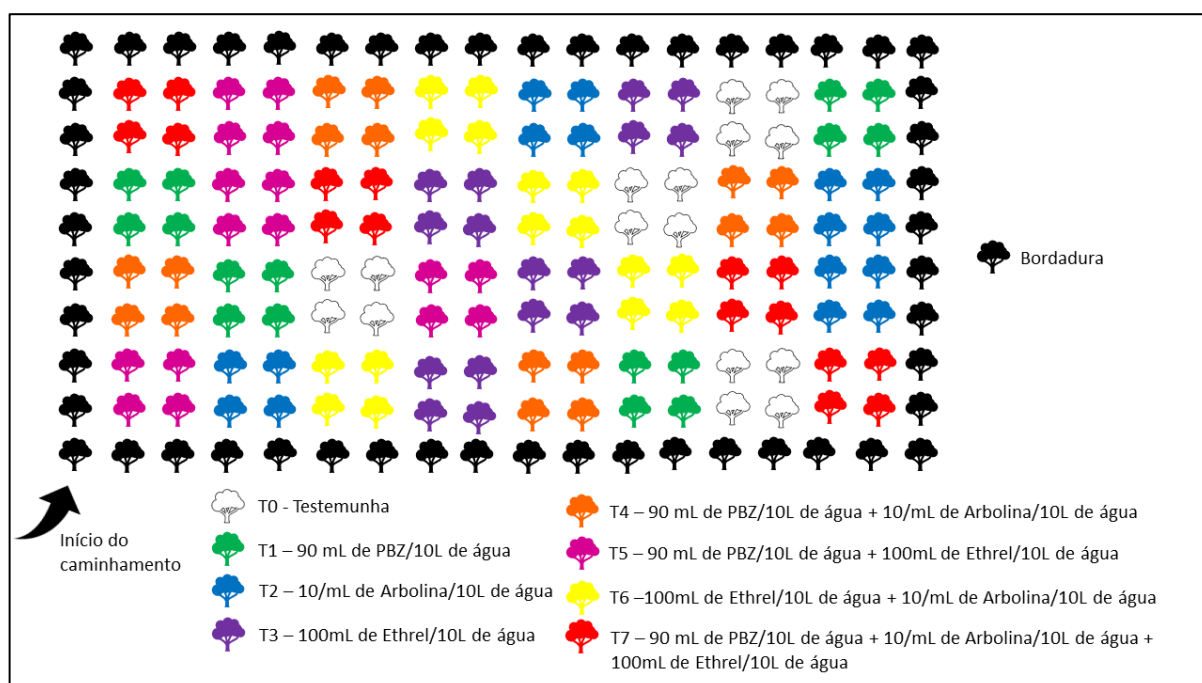 Bordadura
Início do
caminhamento
T0 - Testemunha
T1 – 90 mL de PBZ/10L de água
T2 – 10/mL de Arbolina/10L de água
T3 – 100mL de Ethrel/10L de água
T4 – 90 mL de PBZ/10L de água + 10/mL de Arbolina/10L de água
T5 – 90 mL de PBZ/10L de água + 100mL de Ethrel/10L de água
T6 –100mL de Ethrel/10L de água + 10/mL de Arbolina/10L de água
T7 – 90 mL de PBZ/10L de água + 10/mL de Arbolina/10L de água +
100mL de Ethrel/10L de água